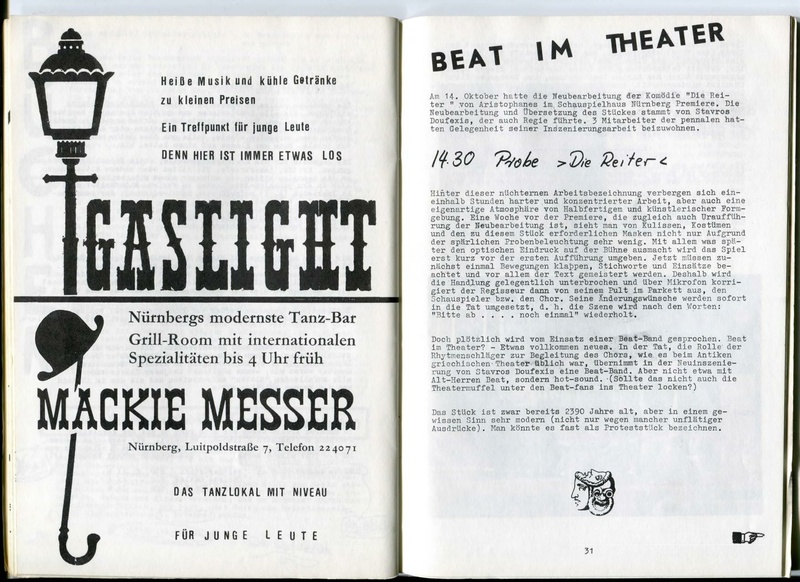 Heiße Musik und kühle Getränke
zu kleinen Preisen
Ein Treffpunkt für junge Leute
DENN HIER IST IMMER ETWAS LOS
GASLIGHT
Nürnbergs modernste Tanz-Bar
Grill-Room mit internationalen
Spezialitäten bis 4 Uhr früh
MACKIE MESSER
Nürnberg, Luitpoldstraße 7, Telefon 224071
DAS TANZLOKAL MIT NIVEAU
FÜR JUNGE LEUTE
BEAT IM THEATER
Am 14. Oktober hatte die Neubearbeitung der Komödie "Die Rei-
ter " von Aristophanes im Schauspielhaus Nürnberg Premiere. Die
Neubearbeitung und Übersetzung des Stückes stammt von Stavros
Doufexis, der auch Regie führte. 3 Mitarbeiter der pennalen hat-
ten Gelegenheit seiner Inszenierungsarbeit beizuwohnen.
14.30 Probe >Die Reiter<
Hinter dieser nüchternen Arbeitsbezeichnung verbergen sich ein-
einhalb Stunden harter und konzentrierter Arbeit, aber auch eine
eigenartige Atmosphäre von Halbfertigem und künstlerischer Form-
gebung. Eine Woche vor der Premiere, die zugleich auch Urauffüh-
rung der Neubearbeitung ist, sieht man von Kulissen, Kostümen
und den zu diesem Stück erforderlichen Masken nicht nur Aufgrund
der spärlichen Probenbeleuchtung sehr wenig. Mit allem was spä-
ter den optischen Eindruck auf der Bühne ausmacht wird das Spiel
erst kurz vor der ersten Aufführung umgeben. Jetzt müssen zu-
nächst einmal Bewegungen klappen, Stichworte und Einsätze be-
achtet und vor allem der Text gemeistert werden. Deshalb wird
die Handlung gelegentlich unterbrochen und über Mikrofon korri-
giert der Regisseur dann von seinem Pult im Parkett aus, den
Schauspieler bzw. den Chor. Seine Änderungswünsche werden sofort
in die Tat umgesetzt, d. h. die Szene wird nach den Worten:
"Bitte ab . . . . noch einmal" wiederholt.
Doch plötzlich wird vom Einsatz einer Beat-Band gesprochen. Beat
im Theater? - Etwas vollkommen neues. In der Tat, die Rolle der
Rhytmenschläger zur Begleitung des Chors, wie es beim Antiken
griechischen Theater üblich war, übernimmt in der Neuinszenie-
rung von Stavros Doufexis eine Beat-Band. Aber nicht etwa mit
Alt-Herren Beat, sondern hot-sound. (Sollte das nicht auch die
Theatermuffel unter den Beat-fans ins Theater locken?)
Das Stück ist zwar bereits 2390 Jahre alt, aber in einem ge-
wissen Sinn sehr modern (nicht nur wegen mancher unflätiger
Ausdrücke). Man könnte es fast als Proteststück bezeichnen.
31